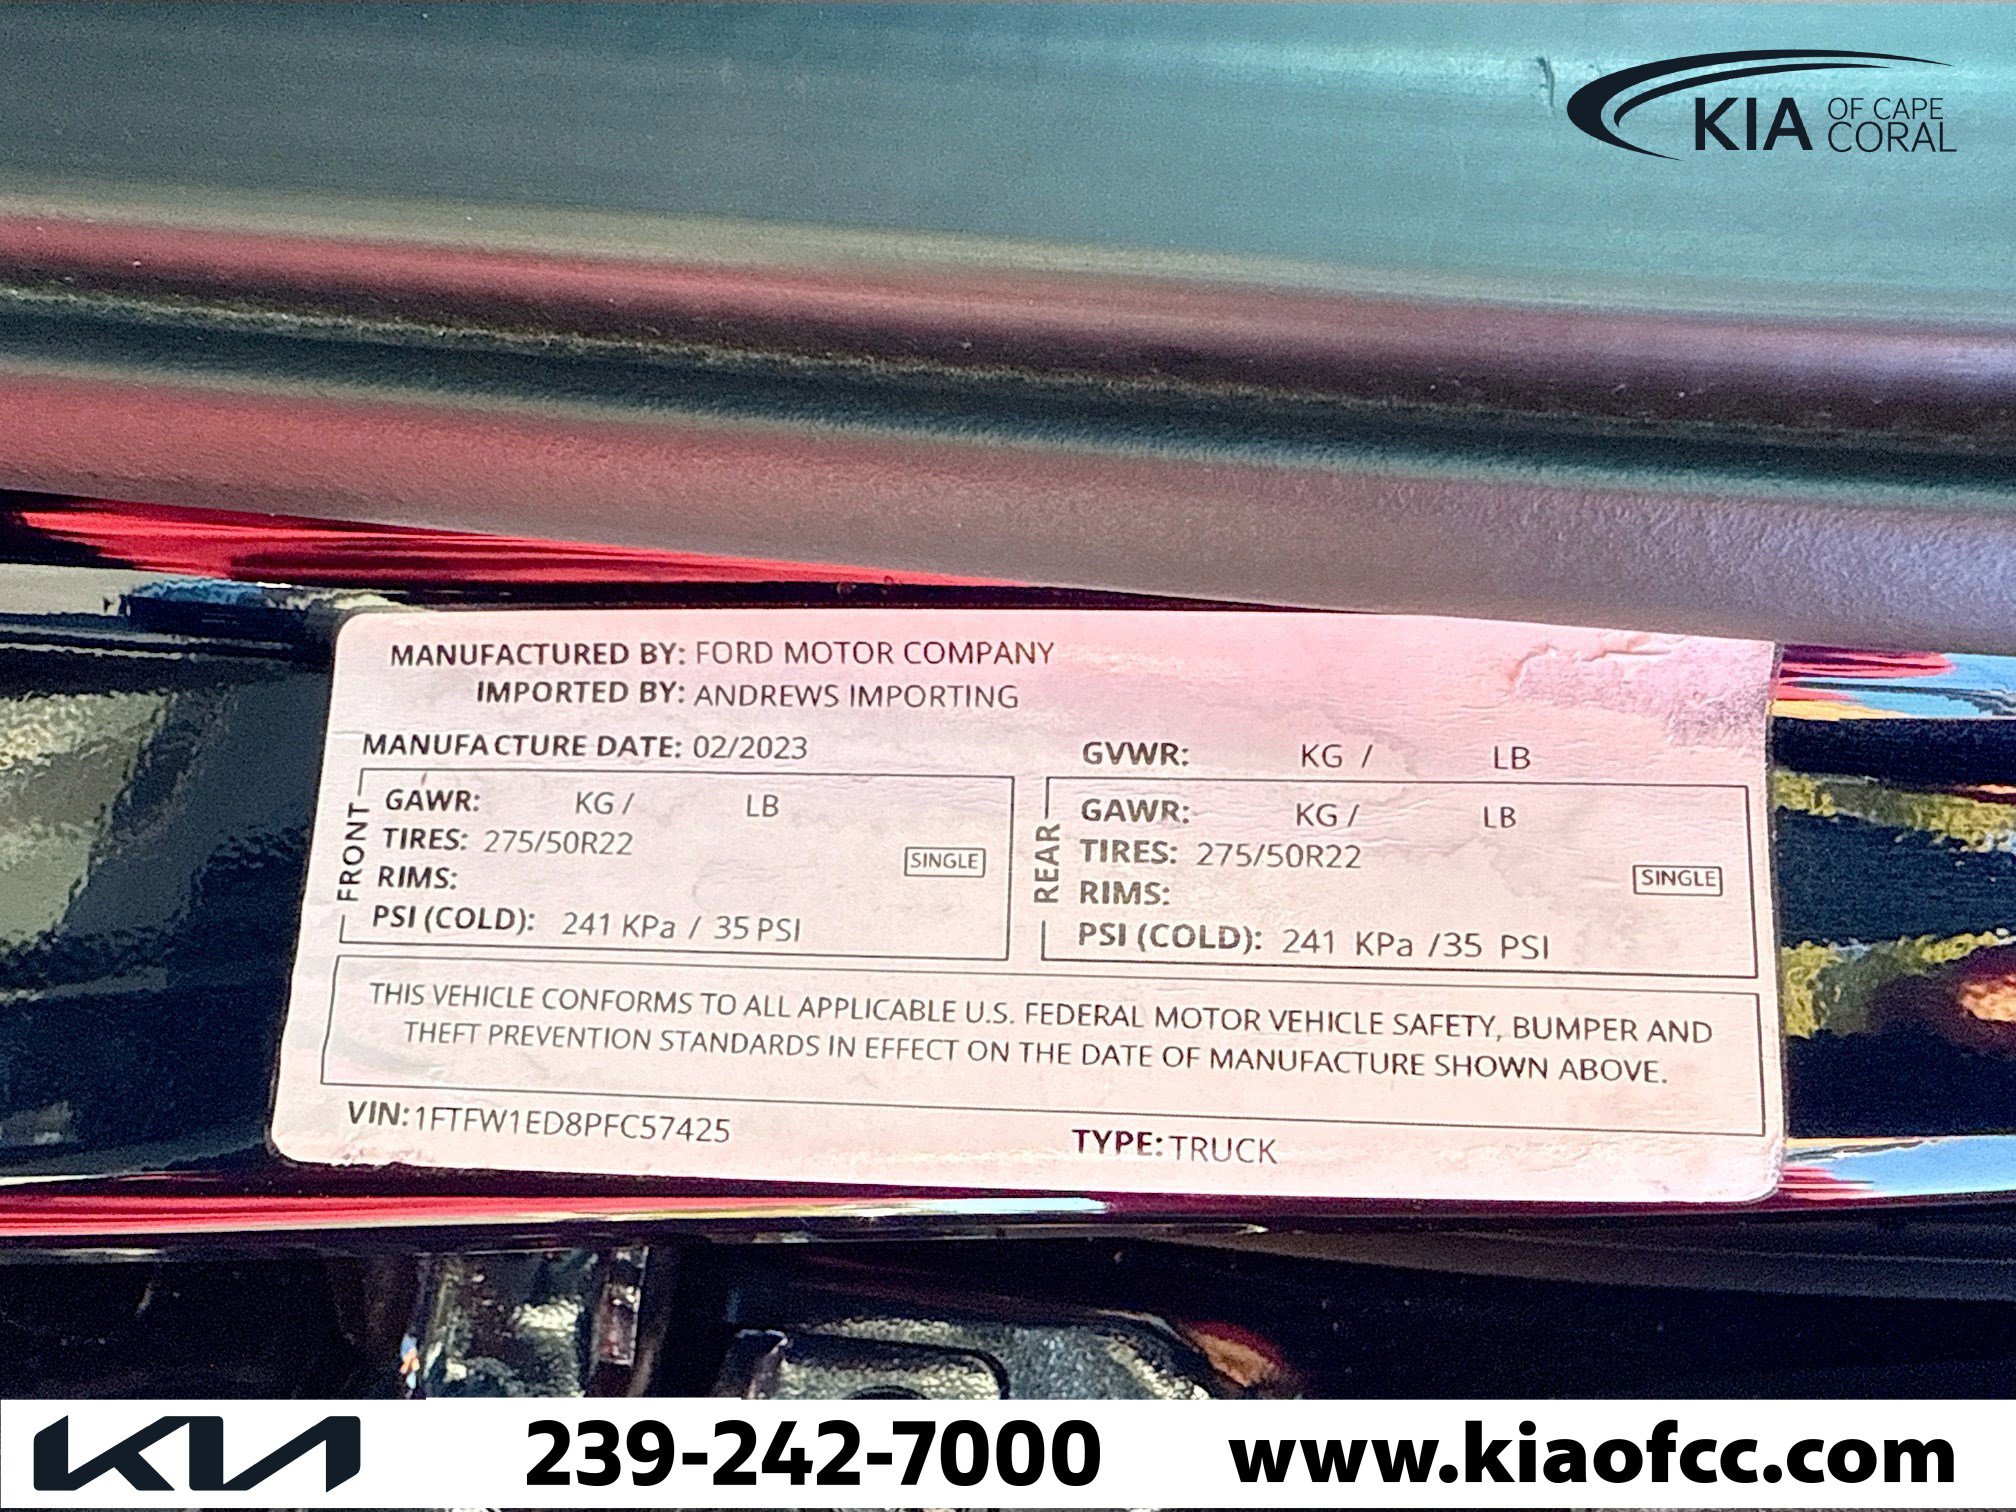 KIA OF CAPE CORAL
MANUFACTURED BY: FORD MOTOR COMPANY
IMPORTED BY: ANDREWS IMPORTING
MANUFACTURE DATE: 02/2023
GVWR: KG / LB
FRONT
GAWR: KG / LB
TIRES: 275/50R22
SINGLE
RIMS:
PSI (COLD): 241 KPa / 35 PSI
REAR
GAWR: KG / LB
TIRES: 275/50R22
SINGLE
RIMS:
PSI (COLD): 241 KPa /35 PSI
THIS VEHICLE CONFORMS TO ALL APPLICABLE U.S. FEDERAL MOTOR VEHICLE SAFETY, BUMPER AND
THEFT PREVENTION STANDARDS IN EFFECT ON THE DATE OF MANUFACTURE SHOWN ABOVE.
VIN: 1FTFW1ED8PFC57425
TYPE: TRUCK
KIA
239-242-7000
www.kiaofcc.com